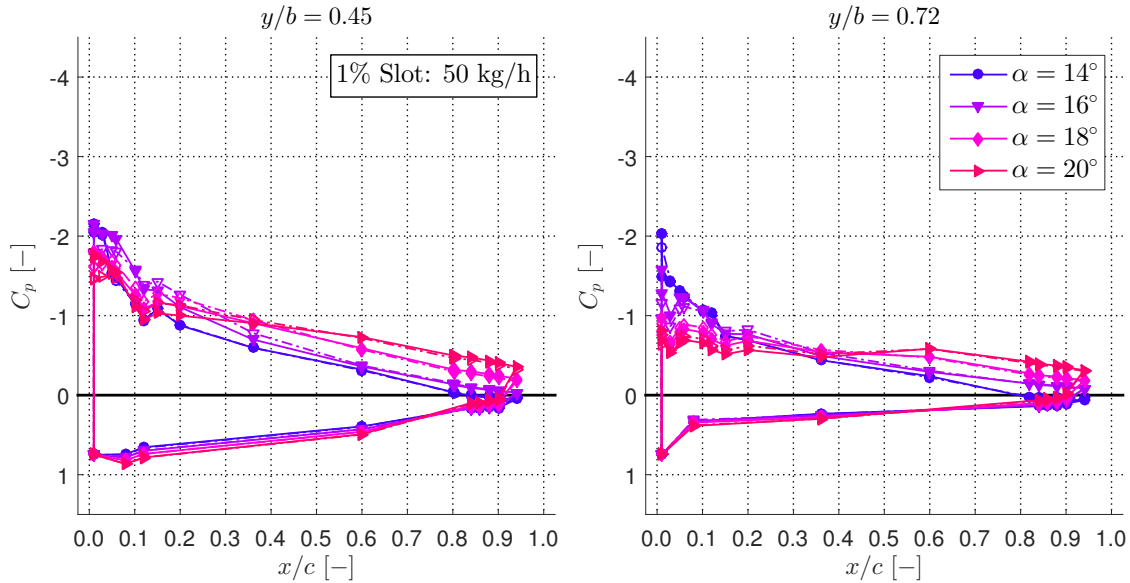 y/b = 0.45
1% Slot: 50 kg/h
-4
-3
-2
-1
0
1
C_p [−]
0.0 0.1 0.2 0.3 0.4 0.5 0.6 0.7 0.8 0.9 1.0
x/c [−]
y/b = 0.72
α = 14°
α = 16°
α = 18°
α = 20°
-4
-3
-2
-1
0
1
C_p [−]
0.0 0.1 0.2 0.3 0.4 0.5 0.6 0.7 0.8 0.9 1.0
x/c [−]